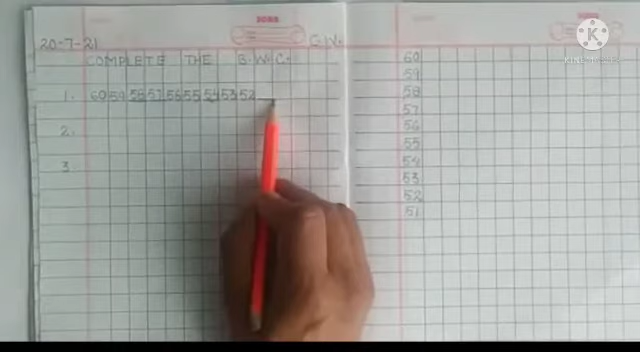 20-7-21
C.W.
COMPLETE THE B.W.C.
1. 60 59 58 57 56 55 54 53 52
2.
3.
60
59
58
57
56
55
54
53
52
51
K
KINEMASTER